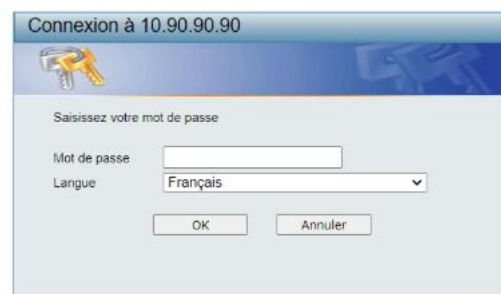 Connexion à 10.90.90.90
Saisissez votre mot de passe
Mot de passe
Langue Français
OK Annuler